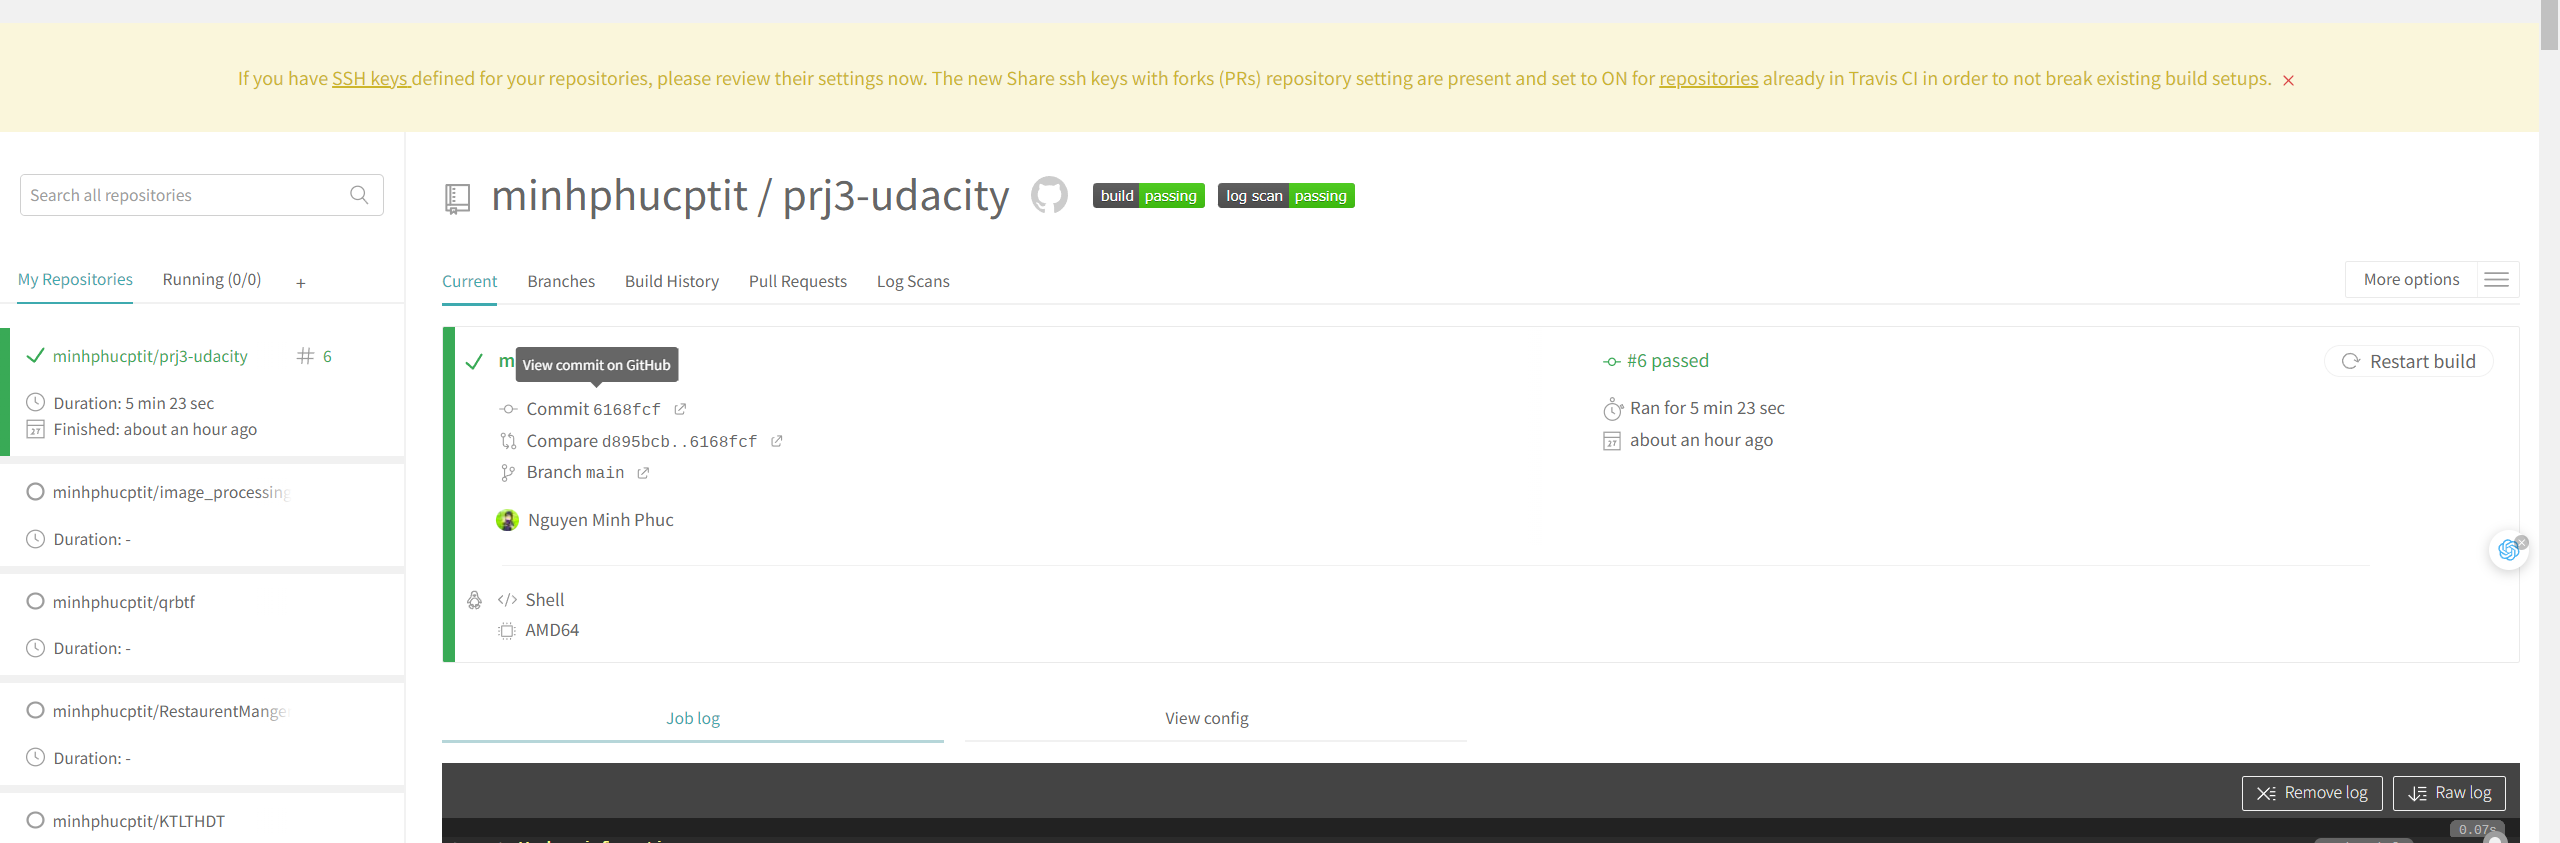 If you have SSH keys defined for your repositories, please review their settings now. The new Share ssh keys with forks (PRs) repository setting are present and set to ON for repositories already in Travis CI in order to not break existing build setups.
Search all repositories
My Repositories
Running (0/0)
+
minhphucptit/prj3-udacity
# 6
Duration: 5 min 23 sec
Finished: about an hour ago
minhphucptit/image_processing
Duration: -
minhphucptit/qrbtf
Duration: -
minhphucptit/RestaurentMange
Duration: -
minhphucptit/KTLTHDT
minhphucptit / prj3-udacity
build passing
log scan passing
Current
Branches
Build History
Pull Requests
Log Scans
More options
m
View commit on GitHub
Commit 6168fcf
Compare d895bcb..6168fcf
Branch main
Nguyen Minh Phuc
#6 passed
Ran for 5 min 23 sec
about an hour ago
Restart build
Shell
AMD64
Job log
View config
Remove log
Raw log
0.07s